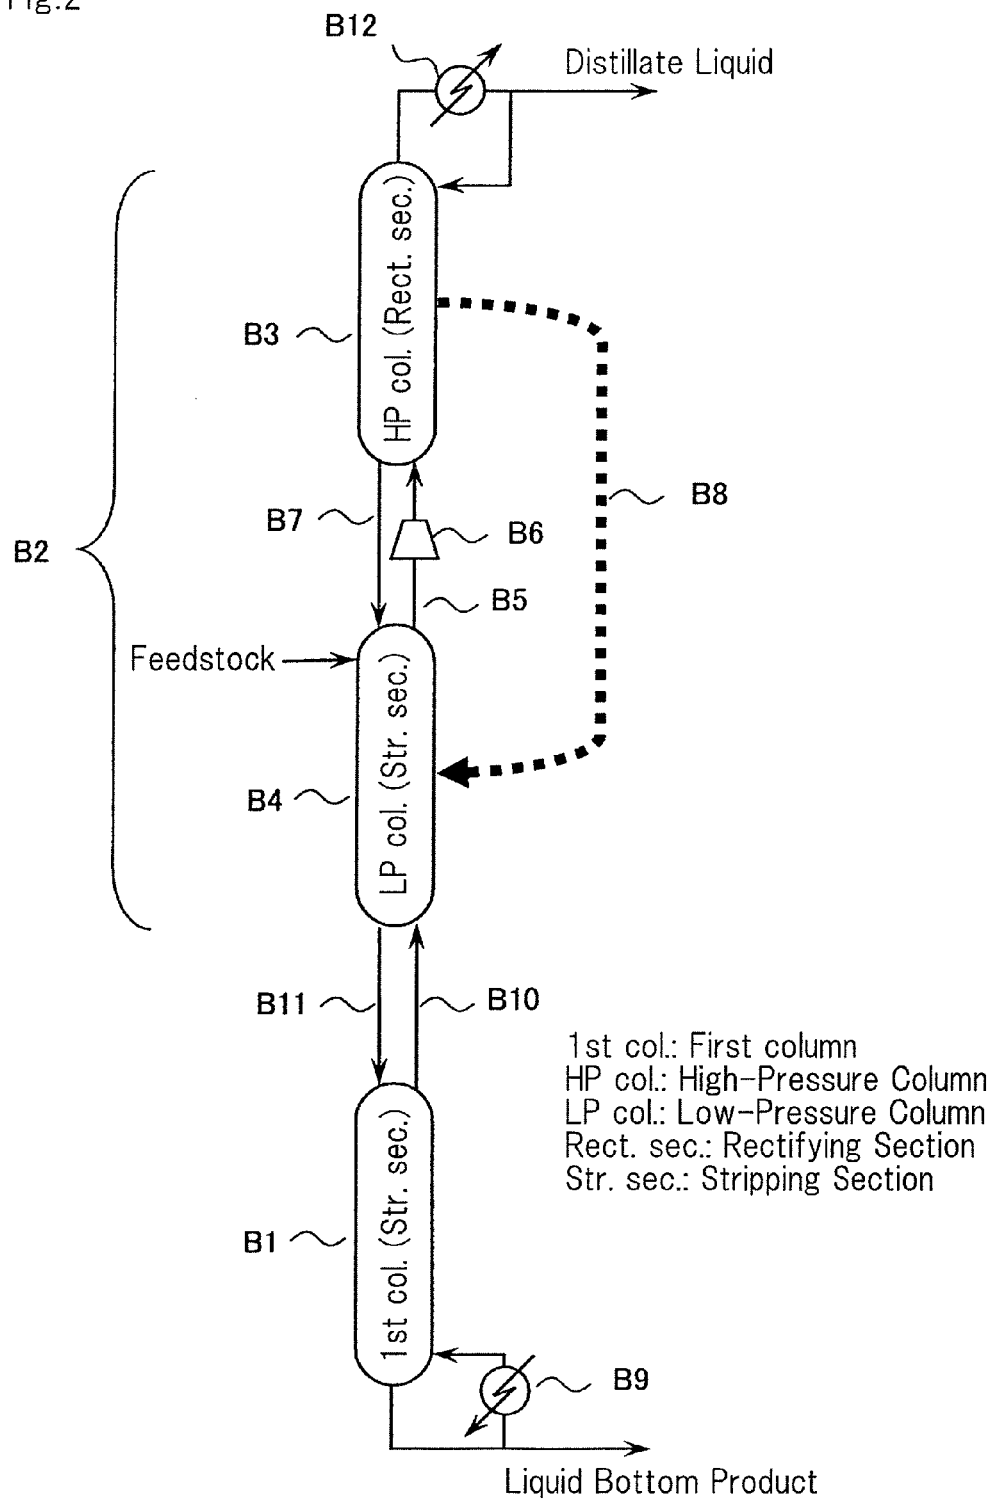 Fig.2
B12
Distillate Liquid
HP col. (Rect. sec.)
B3
B8
B7
B6
B2
B5
Feedstock
LP col. (Str. sec.)
B4
B11
B10
1st col.: First column
HP col.: High-Pressure Column
LP col.: Low-Pressure Column
Rect. sec.: Rectifying Section
Str. sec.: Stripping Section
1st col. (Str. sec.)
B1
B9
Liquid Bottom Product